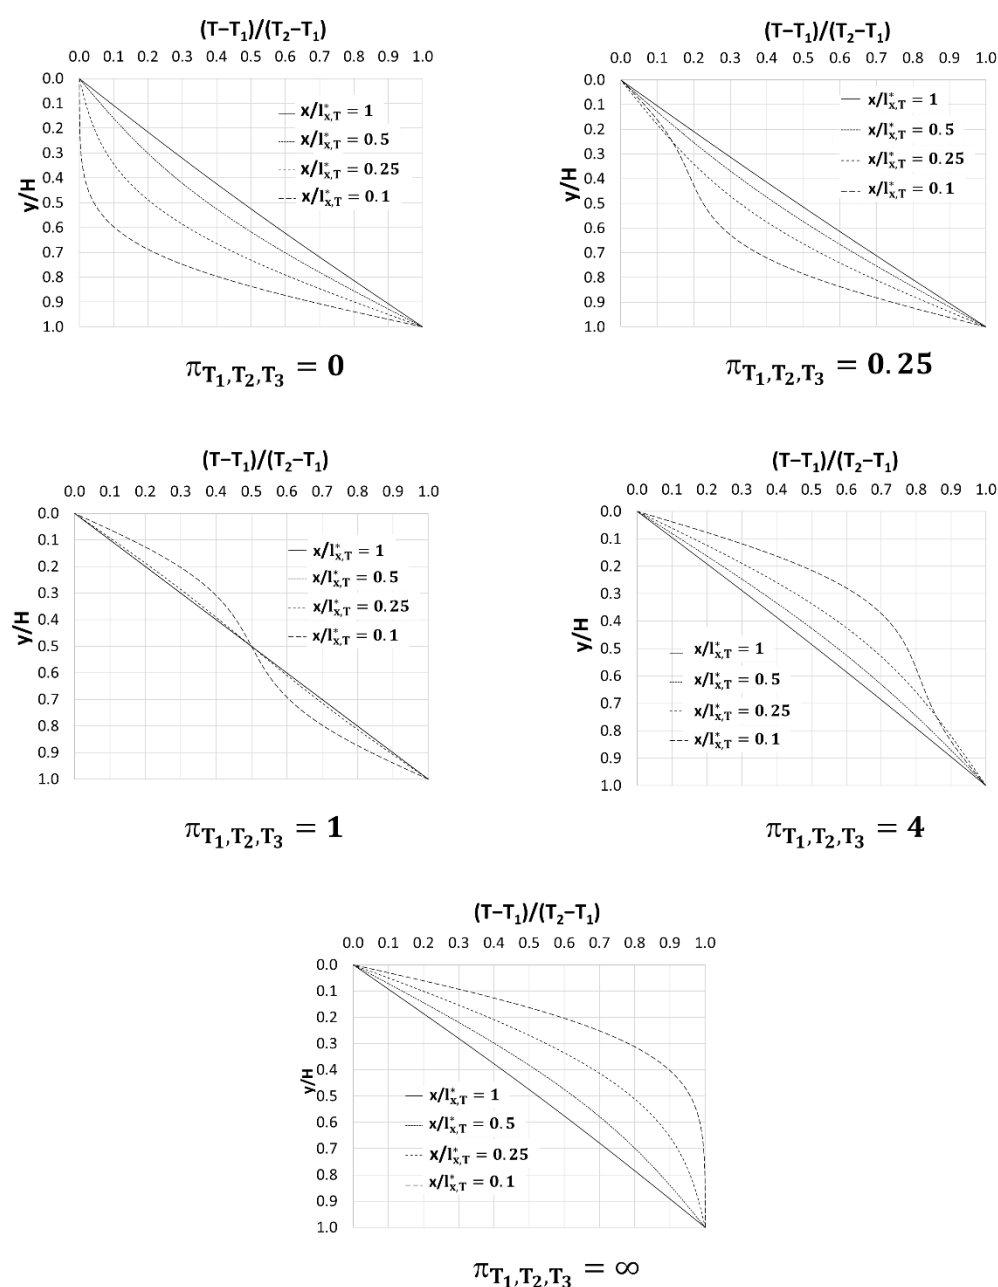 (T−T₁)/(T₂−T₁)
0.0 0.1 0.2 0.3 0.4 0.5 0.6 0.7 0.8 0.9 1.0
0.0
0.1
0.2
0.3
0.4
0.5
0.6
0.7
0.8
0.9
1.0
y/H
x/l*x,T = 1
x/l*x,T = 0.5
x/l*x,T = 0.25
x/l*x,T = 0.1
πT₁,T₂,T₃ = 0
(T−T₁)/(T₂−T₁)
0.0 0.1 0.2 0.3 0.4 0.5 0.6 0.7 0.8 0.9 1.0
0.0
0.1
0.2
0.3
0.4
0.5
0.6
0.7
0.8
0.9
1.0
y/H
x/l*x,T = 1
x/l*x,T = 0.5
x/l*x,T = 0.25
x/l*x,T = 0.1
πT₁,T₂,T₃ = 0.25
(T−T₁)/(T₂−T₁)
0.0 0.1 0.2 0.3 0.4 0.5 0.6 0.7 0.8 0.9 1.0
0.0
0.1
0.2
0.3
0.4
0.5
0.6
0.7
0.8
0.9
1.0
y/H
x/l*x,T = 1
x/l*x,T = 0.5
x/l*x,T = 0.25
x/l*x,T = 0.1
πT₁,T₂,T₃ = 1
(T−T₁)/(T₂−T₁)
0.0 0.1 0.2 0.3 0.4 0.5 0.6 0.7 0.8 0.9 1.0
0.0
0.1
0.2
0.3
0.4
0.5
0.6
0.7
0.8
0.9
1.0
y/H
x/l*x,T = 1
x/l*x,T = 0.5
x/l*x,T = 0.25
x/l*x,T = 0.1
πT₁,T₂,T₃ = 4
(T−T₁)/(T₂−T₁)
0.0 0.1 0.2 0.3 0.4 0.5 0.6 0.7 0.8 0.9 1.0
0.0
0.1
0.2
0.3
0.4
0.5
0.6
0.7
0.8
0.9
1.0
y/H
x/l*x,T = 1
x/l*x,T = 0.5
x/l*x,T = 0.25
x/l*x,T = 0.1
πT₁,T₂,T₃ = ∞